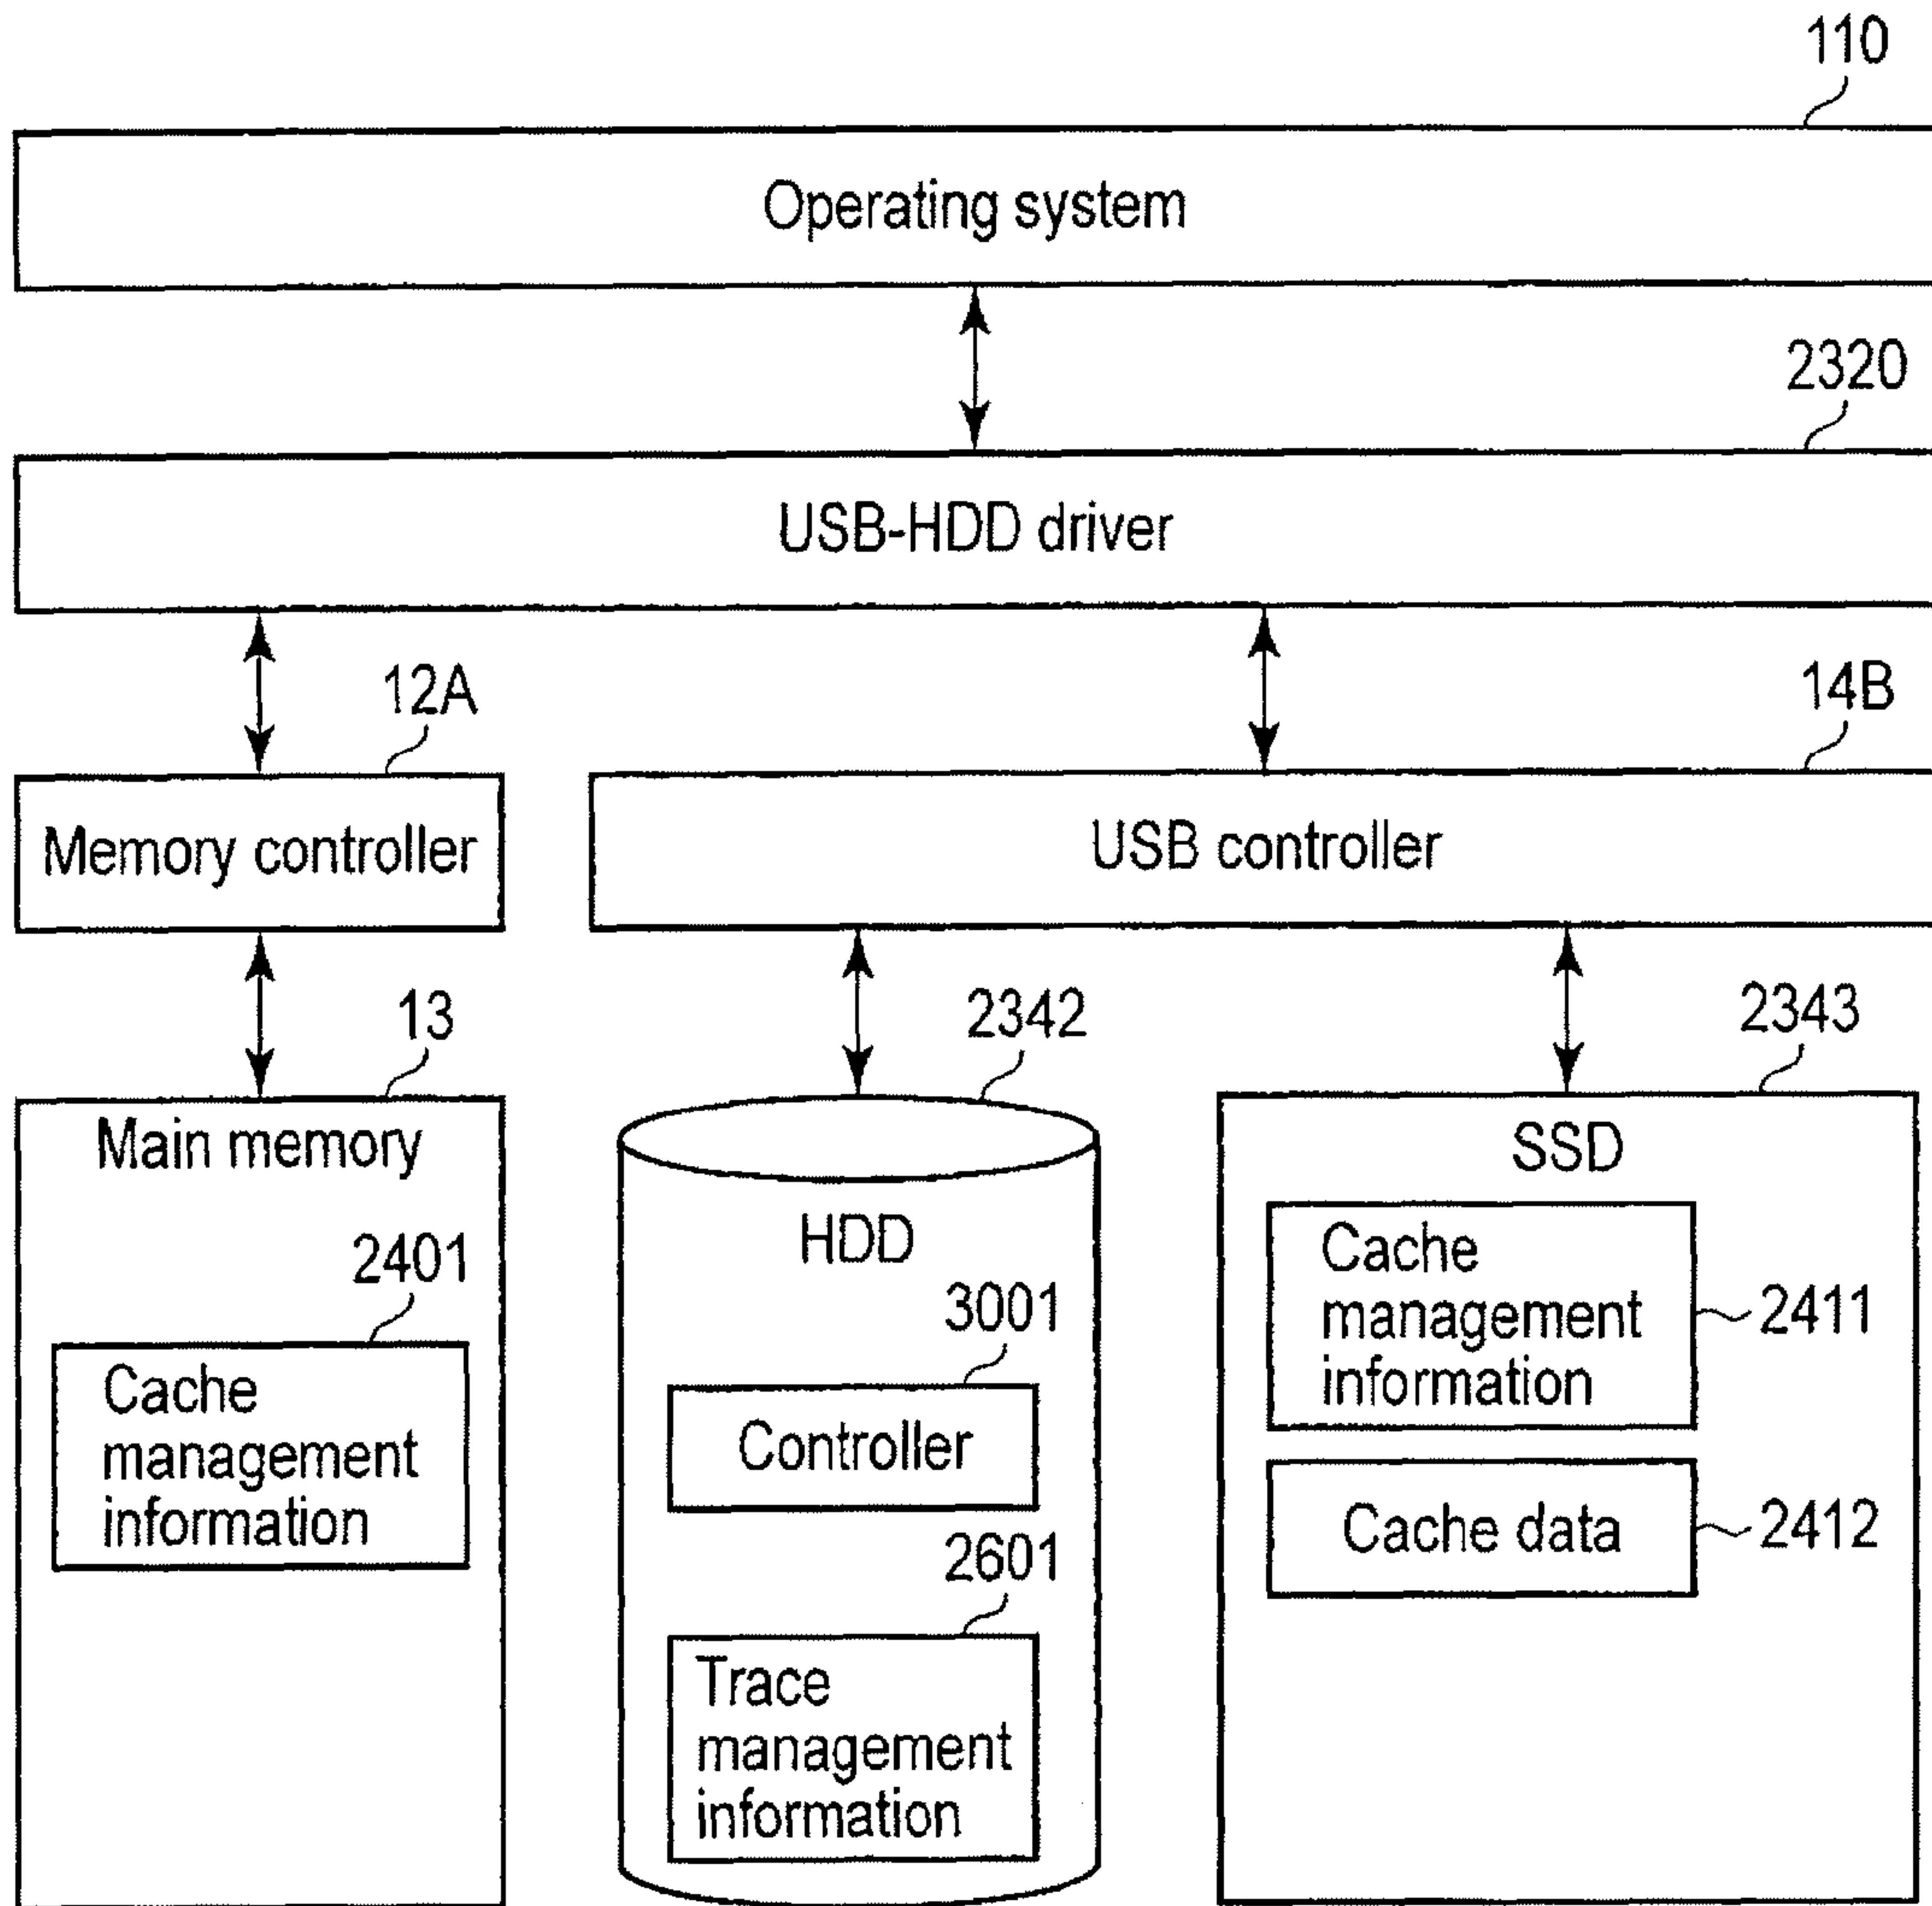 110
Operating system
2320
USB-HDD driver
12A
14B
Memory controller
USB controller
13
2342
2343
Main memory
HDD
SSD
2401
Cache
management
information
3001
Controller
2601
Trace
management
information
Cache
management
information
2411
Cache data
2412